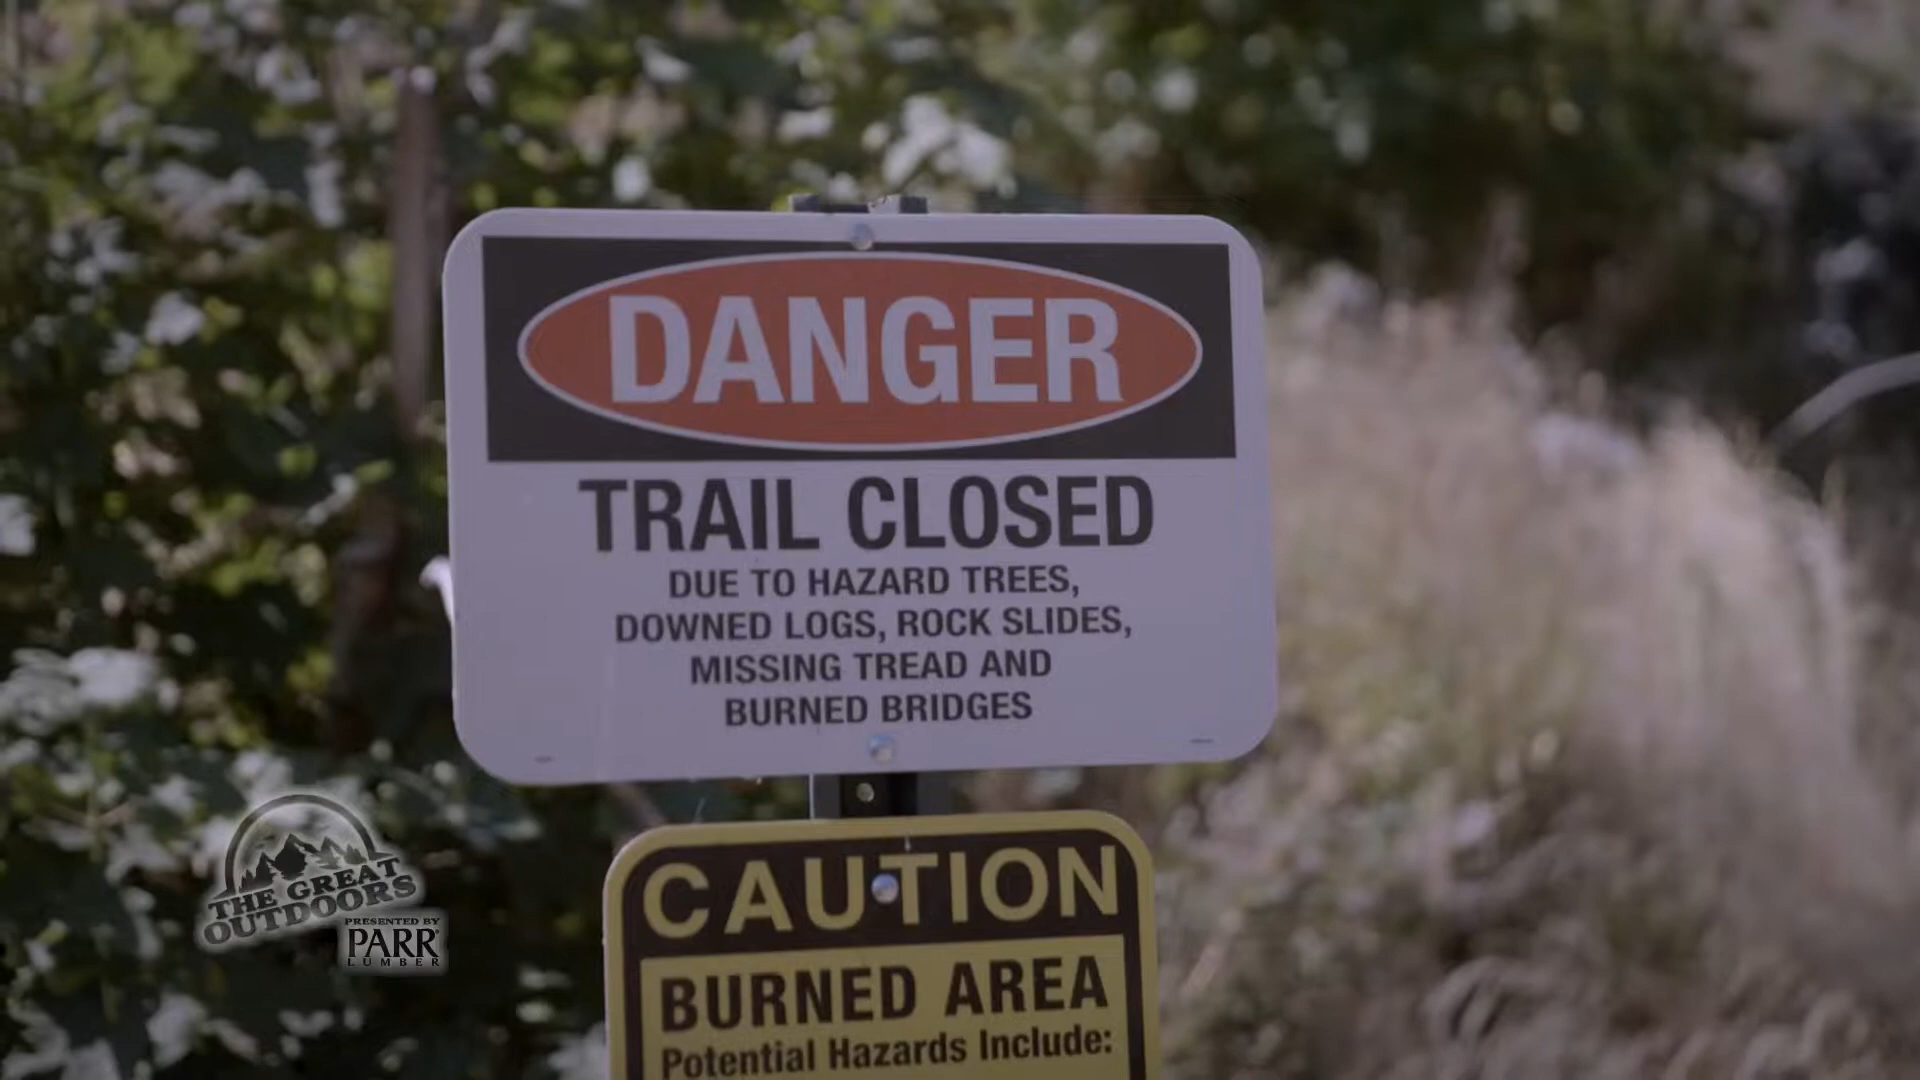 DANGER
TRAIL CLOSED
DUE TO HAZARD TREES,
DOWNED LOGS, ROCK SLIDES,
MISSING TREAD AND
BURNED BRIDGES
CAUTION
BURNED AREA
Potential Hazards Include:
THE GREAT
OUTDOORS
PRESENTED BY
PARR
LUMBER